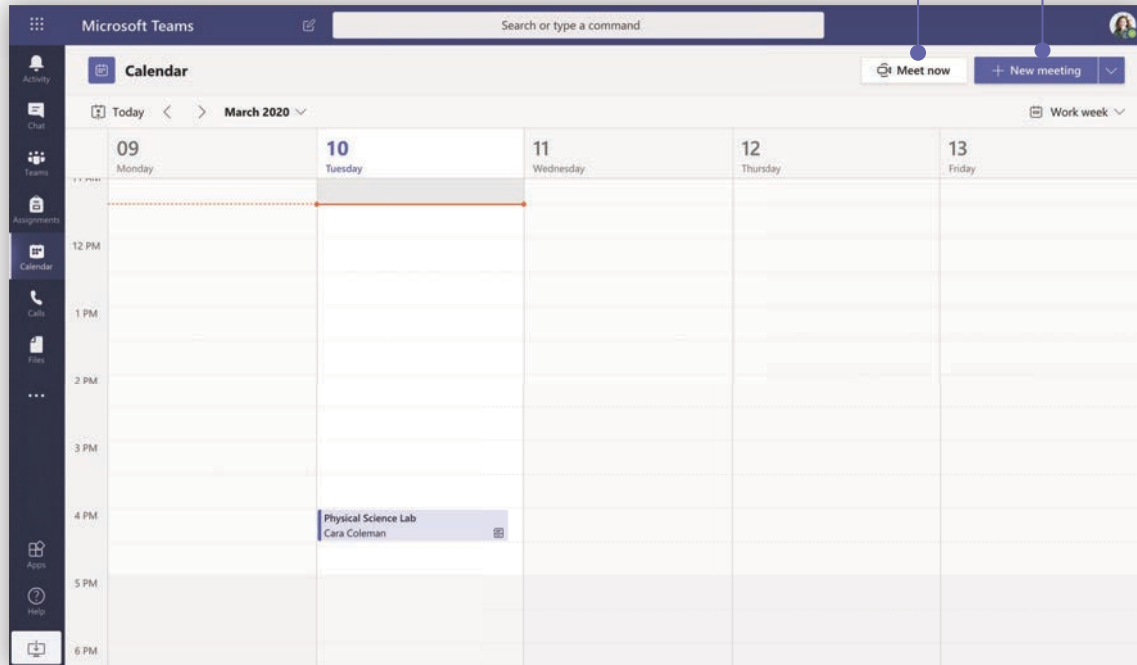 Microsoft Teams
Search or type a command
Activity
Chat
Teams
Assignments
Calendar
Calls
Files
Apps
Help
Calendar
Meet now
New meeting
Today
March 2020
Work week
09
Monday
10
Tuesday
11
Wednesday
12
Thursday
13
Friday
11 AM
12 PM
1 PM
2 PM
3 PM
4 PM
Physical Science Lab
Cara Coleman
5 PM
6 PM